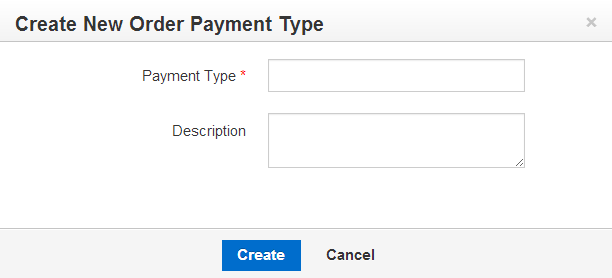 Create New Order Payment Type ×
Payment Type *
Description
Create Cancel